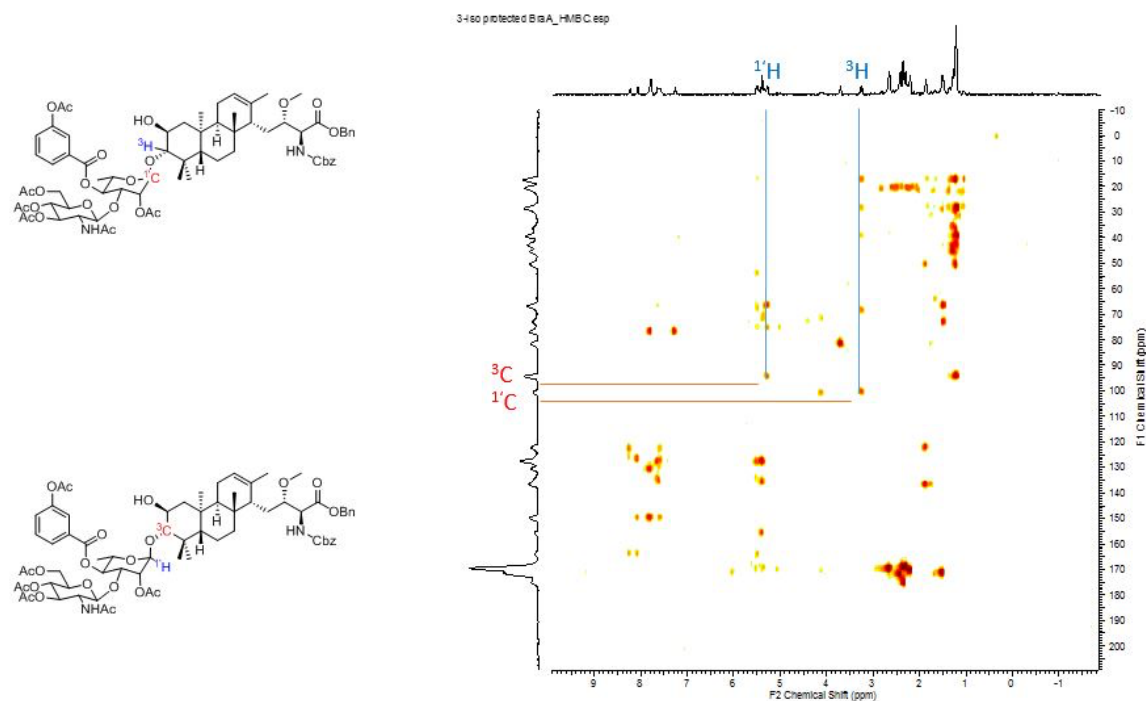 3-Iso protected BraA_HMBC.esp
1'H
3H
-10
0
10
20
30
40
50
60
70
80
90
100
110
120
130
140
150
160
170
180
190
200
F1 Chemical Shift (ppm)
3C
1'C
9 8 7 6 5 4 3 2 1 0 -1
F2 Chemical Shift (ppm)
OAc
O
O
HO
3H
O
O
1'C
O
O
O
OBn
HN
Cbz
H
H
AcO
AcO
AcO
O
O
NHAc
OAc
OAc
O
O
HO
3C
O
O
1'H
O
O
O
OBn
HN
Cbz
H
H
AcO
AcO
AcO
O
O
NHAc
OAc